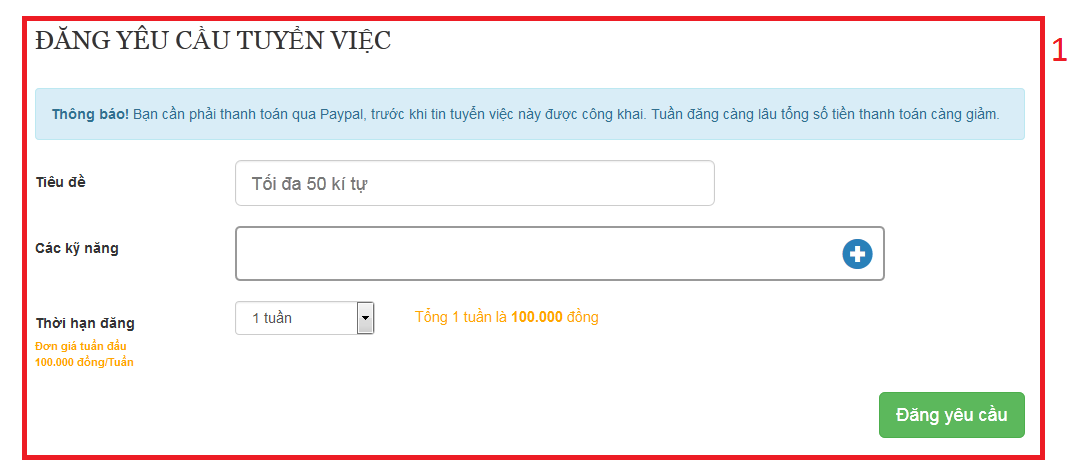 ĐĂNG YÊU CẦU TUYỂN VIỆC
1
Thông báo! Bạn cần phải thanh toán qua Paypal, trước khi tin tuyển việc này được công khai. Tuần đăng càng lâu tổng số tiền thanh toán càng giảm.
Tiêu đề
Tối đa 50 kí tự
Các kỹ năng
Thời hạn đăng
1 tuần
Tổng 1 tuần là 100.000 đồng
Đơn giá tuần đầu
100.000 đồng/Tuần
Đăng yêu cầu